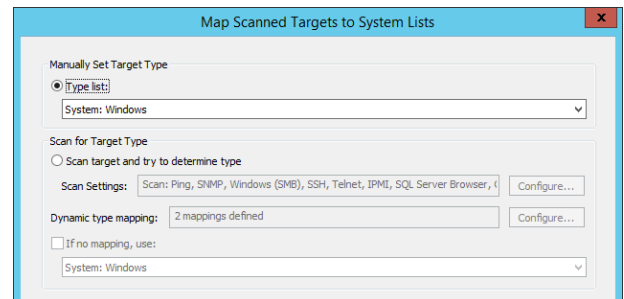 Map Scanned Targets to System Lists
x
Manually Set Target Type
Type list:
System: Windows
Scan for Target Type
Scan target and try to determine type
Scan Settings: Scan: Ping, SNMP, Windows (SMB), SSH, Telnet, IPMI, SQL Server Browser, Configure...
Dynamic type mapping: 2 mappings defined Configure...
If no mapping, use:
System: Windows